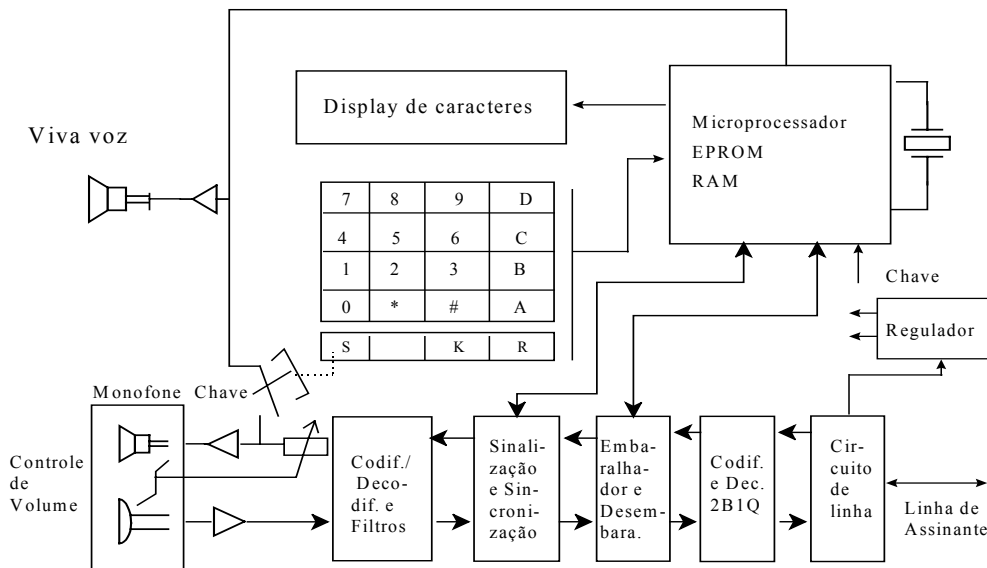 Display de caracteres
Microprocessador
EPROM
RAM
Viva voz
7 8 9 D
4 5 6 C
1 2 3 B
0 * # A
S K R
Chave
Regulador
Monofone
Chave
Controle
de
Volume
Codif./
Deco-
dif. e
Filtros
Sinali-
zação
e Sin-
croni-
zação
Emba-
ralha-
dor e
Desem-
bara.
Codif.
e Dec.
2B1Q
Cir-
cuito
de
linha
Linha de
Assinante